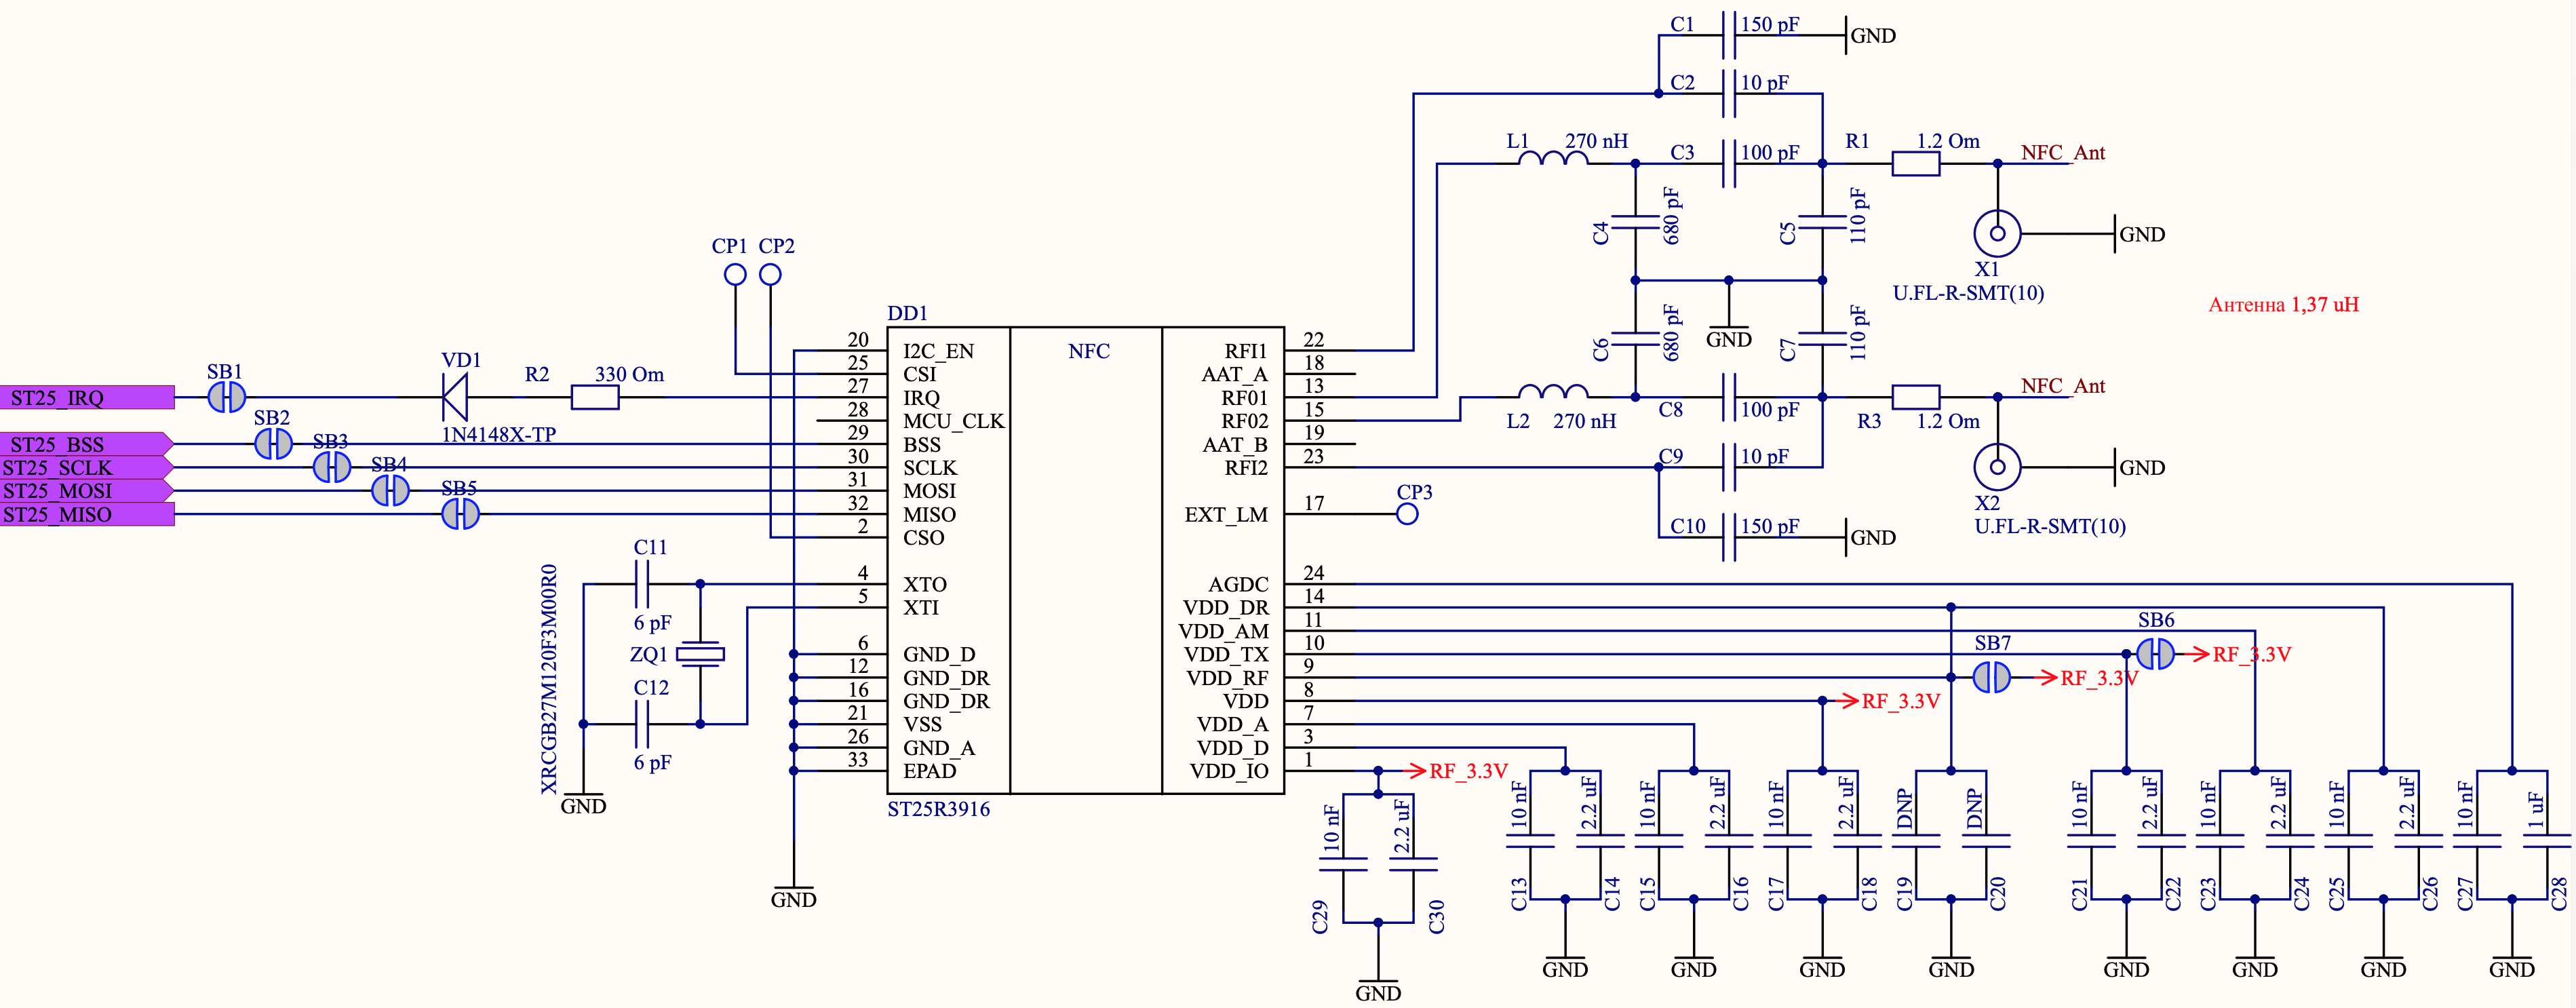 C1 150 pF GND
C2 10 pF
L1 270 nH C3 100 pF R1 1.2 Om NFC_Ant
C4 680 pF C5 110 pF GND
X1
U.FL-R-SMT(10)
Антенна 1,37 uH
CP1 CP2
C6 680 pF GND C7 110 pF
L2 270 nH C8 100 pF R3 1.2 Om NFC_Ant
C9 10 pF GND
X2
U.FL-R-SMT(10)
C10 150 pF GND
CP3
ST25_IRQ SB1 VD1 R2 330 Om
1N4148X-TP
ST25_BSS SB2
ST25_SCLK SB3
ST25_MOSI SB4
ST25_MISO SB5
DD1
NFC
20 I2C_EN RFI1 22
25 CSI AAT_A 18
27 IRQ RF01 13
28 MCU_CLK RF02 15
29 BSS AAT_B 19
30 SCLK RFI2 23
31 MOSI
32 MISO EXT_LM 17
2 CSO
4 XTO AGDC 24
5 XTI VDD_DR 14
VDD_AM 11
6 GND_D VDD_TX 10
12 GND_DR VDD_RF 9
16 GND_DR VDD 8
21 VSS VDD_A 7
26 GND_A VDD_D 3
33 EPAD VDD_IO 1
ST25R3916
XRCGB27M120F3M00R0
C11
6 pF
ZQ1
C12
6 pF
GND
GND
SB6 RF_3.3V
SB7 RF_3.3V
RF_3.3V
RF_3.3V
C29 10 nF 2.2 uF C30
GND
C13 10 nF 2.2 uF C14
GND
C15 10 nF 2.2 uF C16
GND
C17 10 nF 2.2 uF C18
GND
C19 DNP DNP C20
GND
C21 10 nF 2.2 uF C22
GND
C23 10 nF 2.2 uF C24
GND
C25 10 nF 2.2 uF C26
GND
C27 10 nF 1 uF C28
GND